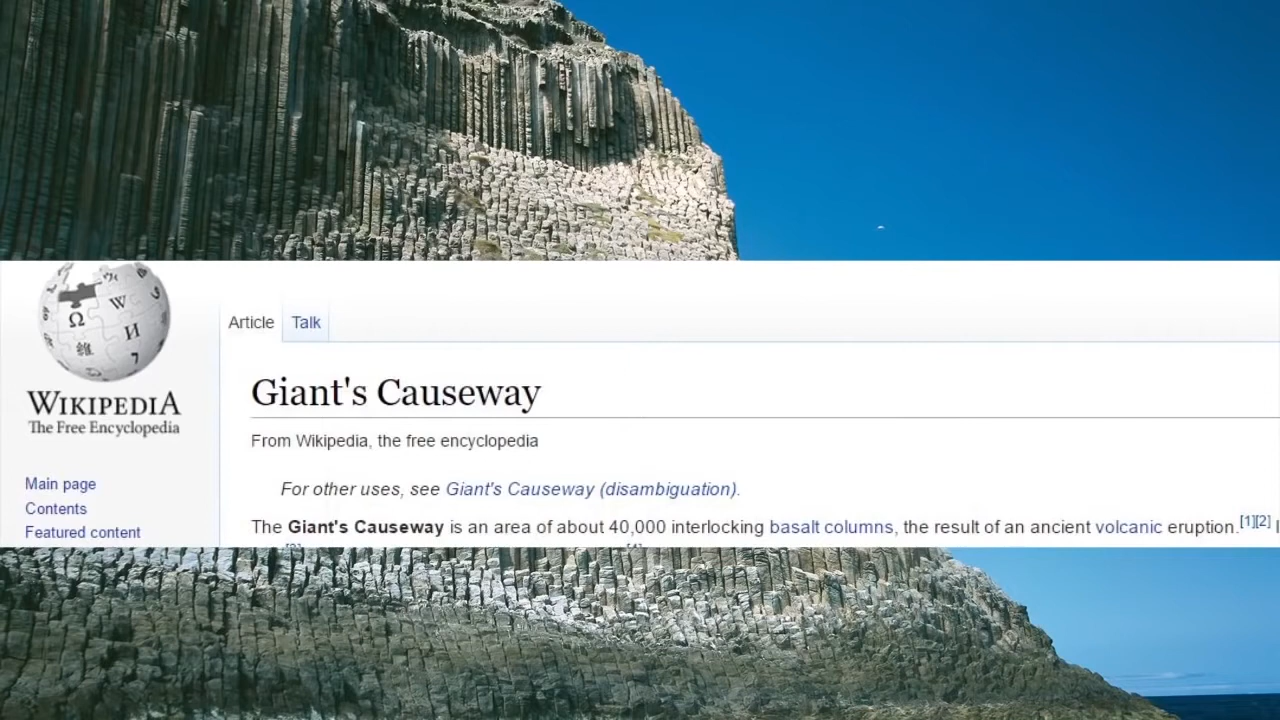 Article Talk
Giant's Causeway
WIKIPEDIA
The Free Encyclopedia
From Wikipedia, the free encyclopedia
Main page
For other uses, see Giant's Causeway (disambiguation).
Contents
Featured content
The Giant's Causeway is an area of about 40,000 interlocking basalt columns, the result of an ancient volcanic eruption.[1][2]